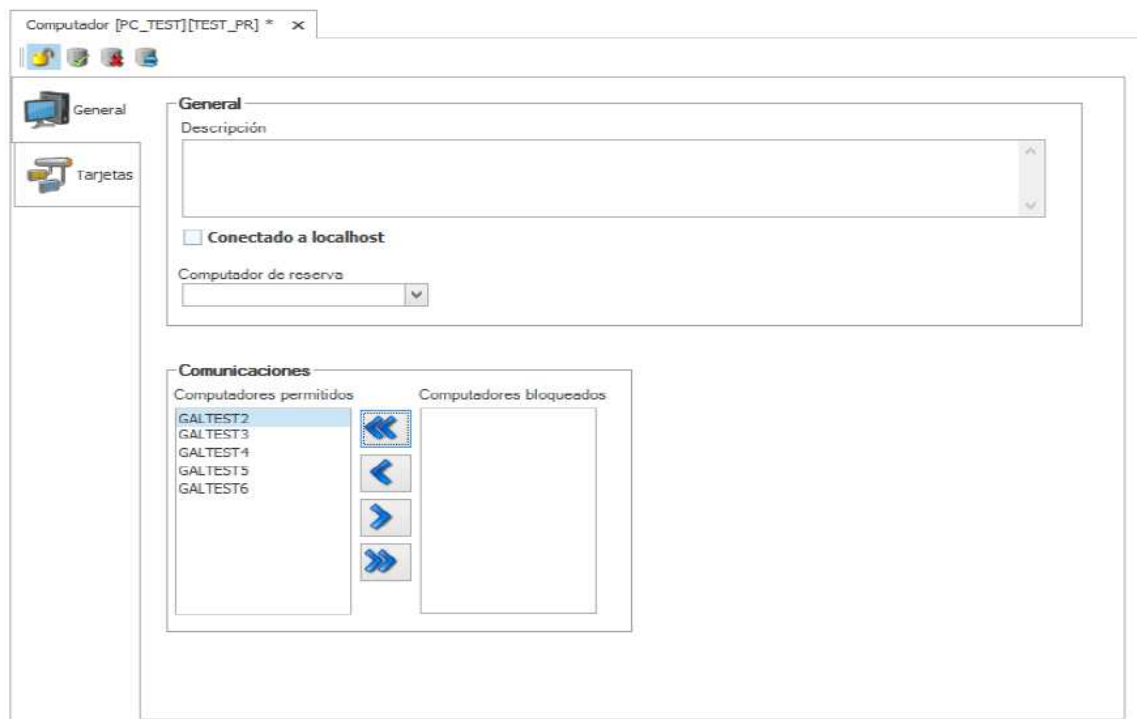 Computador [PC_TEST][TEST_PR] *
General
Tarjetas
General
Descripción
Conectado a localhost
Computador de reserva
Comunicaciones
Computadores permitidos
Computadores bloqueados
GALTEST2
GALTEST3
GALTEST4
GALTEST5
GALTEST6